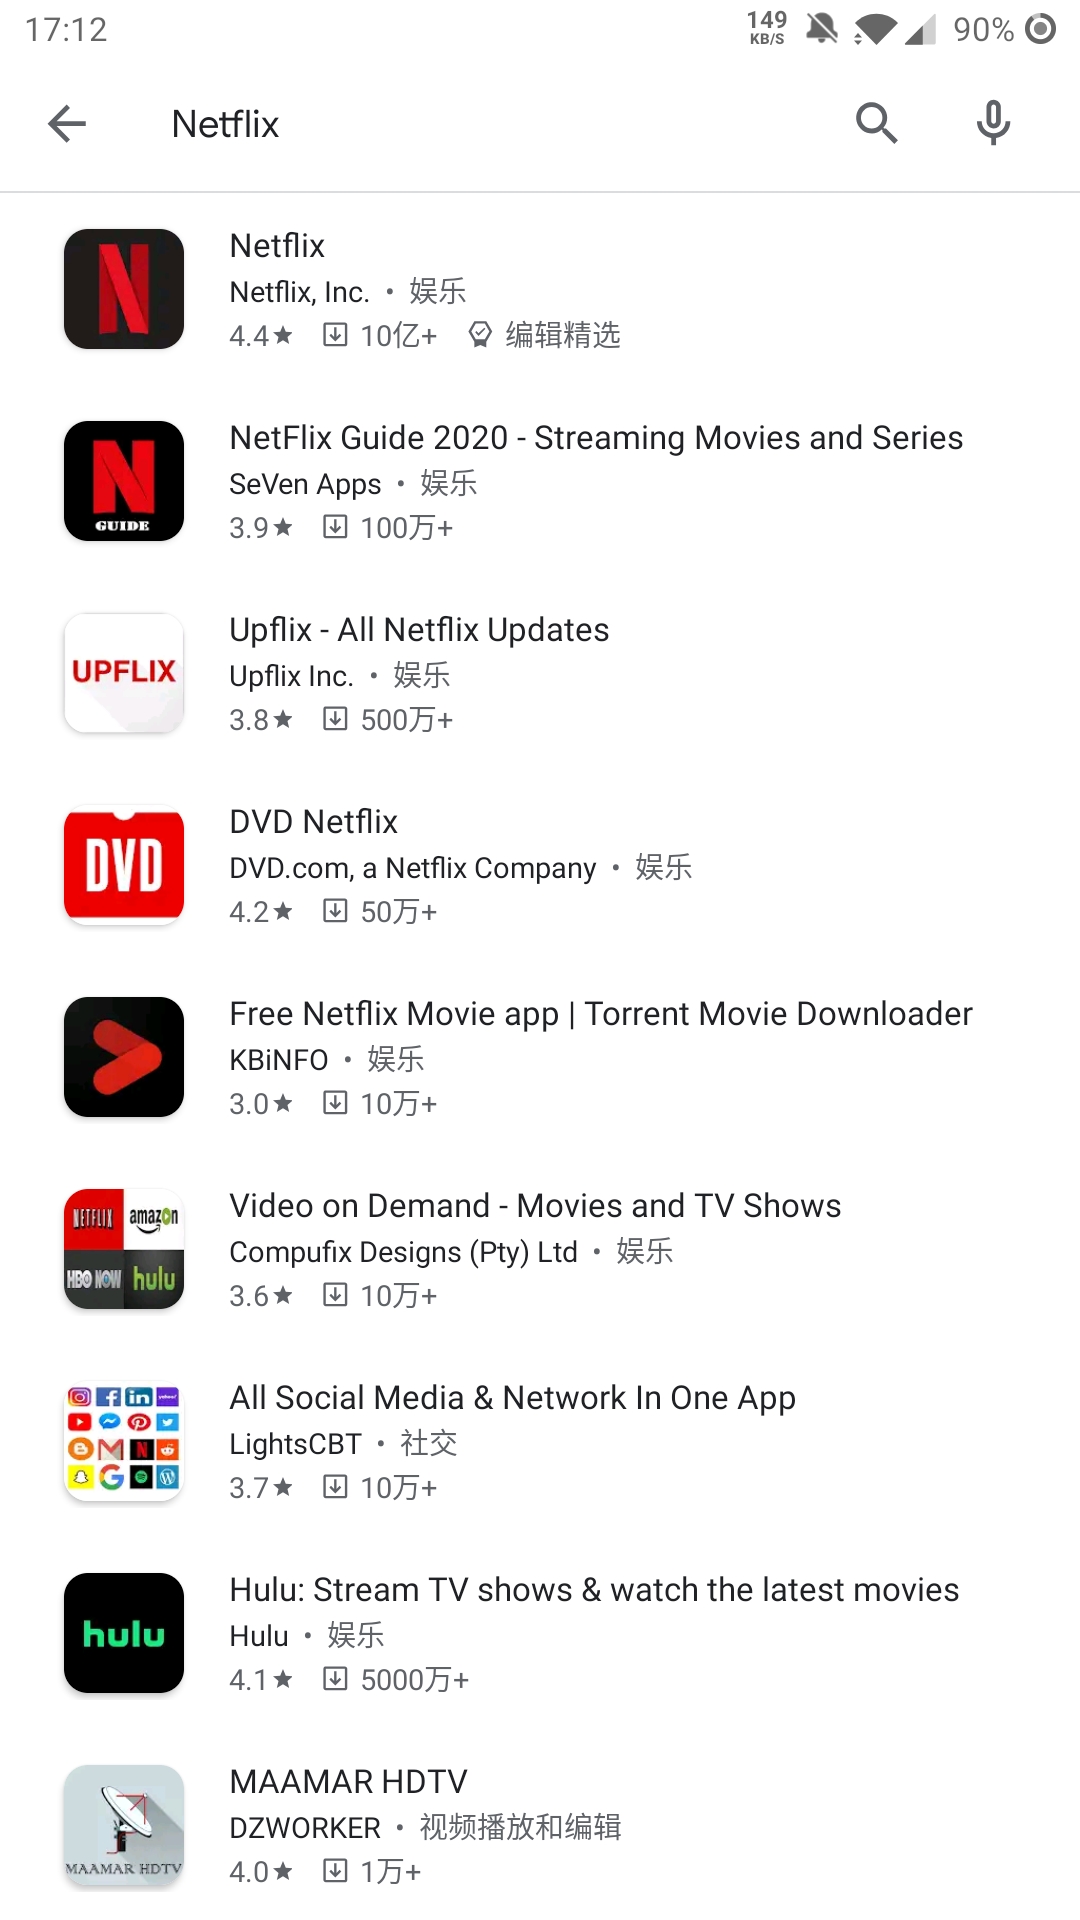 17:12
149
KB/S
90%
Netflix
Netflix
Netflix, Inc. • 娱乐
4.4★ 10亿+ 编辑精选
GUIDE
NetFlix Guide 2020 - Streaming Movies and Series
SeVen Apps • 娱乐
3.9★ 100万+
UPFLIX
Upflix - All Netflix Updates
Upflix Inc. • 娱乐
3.8★ 500万+
DVD
DVD Netflix
DVD.com, a Netflix Company • 娱乐
4.2★ 50万+
Free Netflix Movie app | Torrent Movie Downloader
KBiNFO • 娱乐
3.0★ 10万+
NETFLIX amazon
HBO NOW hulu
Video on Demand - Movies and TV Shows
Compufix Designs (Pty) Ltd • 娱乐
3.6★ 10万+
All Social Media & Network In One App
LightsCBT • 社交
3.7★ 10万+
hulu
Hulu: Stream TV shows & watch the latest movies
Hulu • 娱乐
4.1★ 5000万+
MAAMAR HDTV
MAAMAR HDTV
DZWORKER • 视频播放和编辑
4.0★ 1万+